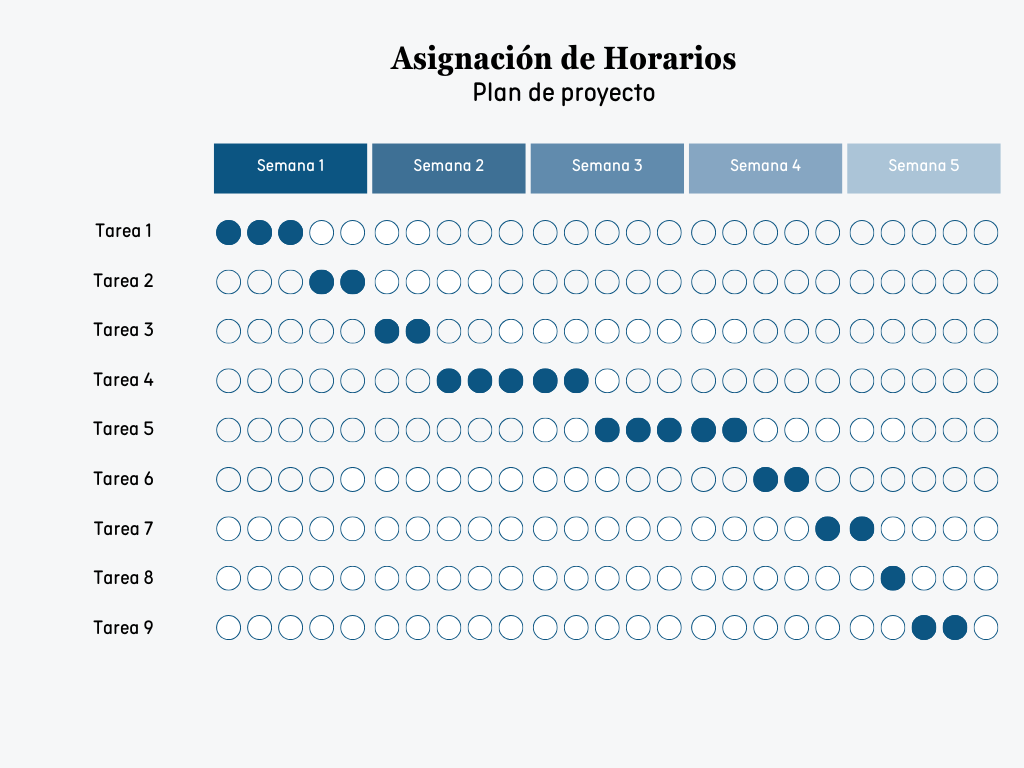 Asignación de Horarios
Plan de proyecto
Semana 1 Semana 2 Semana 3 Semana 4 Semana 5
Tarea 1
Tarea 2
Tarea 3
Tarea 4
Tarea 5
Tarea 6
Tarea 7
Tarea 8
Tarea 9